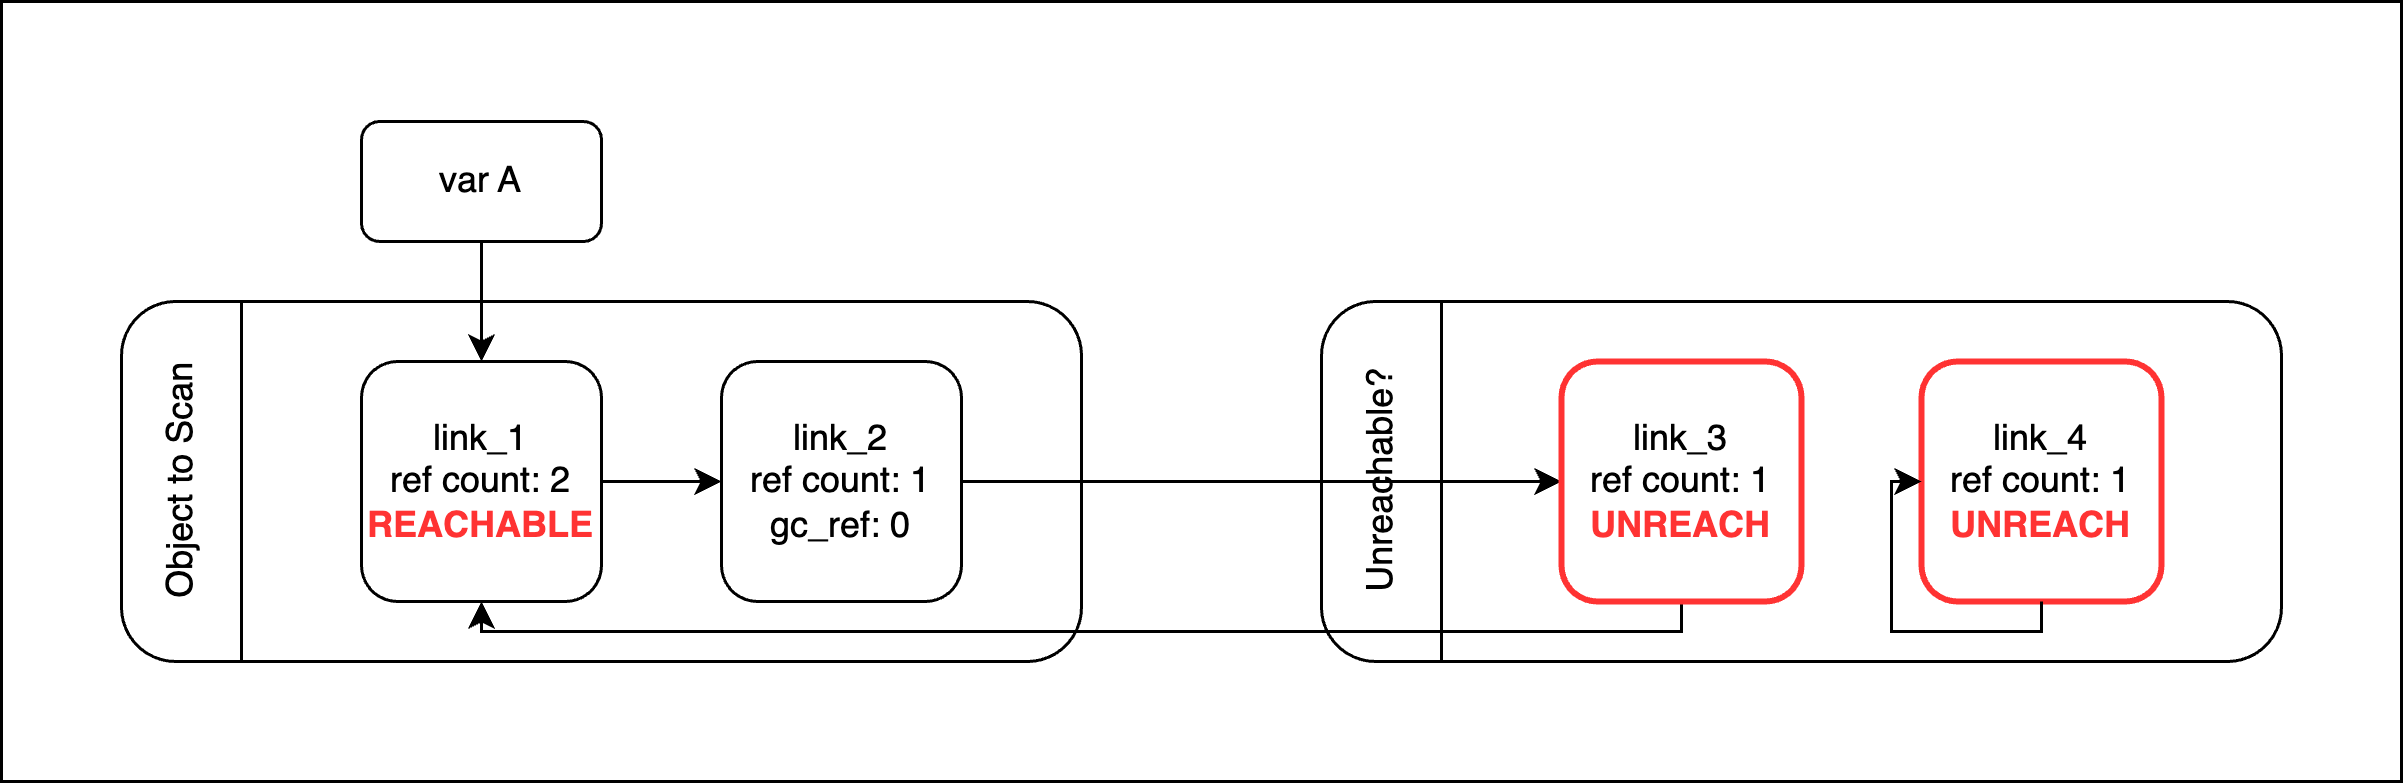 var A
Object to Scan
link_1
ref count: 2
REACHABLE
link_2
ref count: 1
gc_ref: 0
Unreachable?
link_3
ref count: 1
UNREACH
link_4
ref count: 1
UNREACH